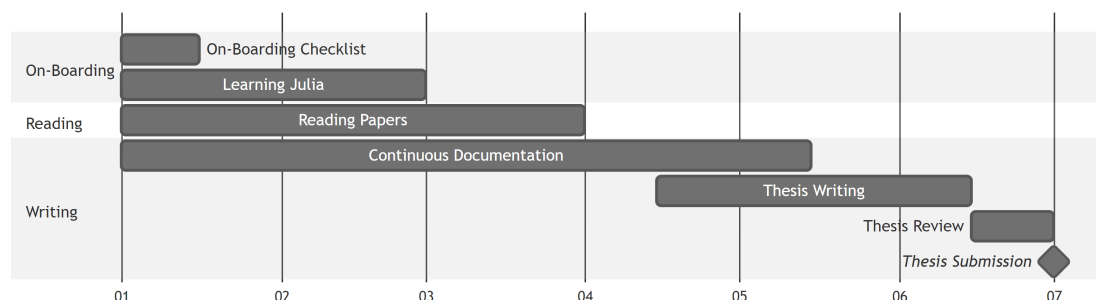 On-Boarding Checklist
On-Boarding
Learning Julia
Reading Papers
Reading
Continuous Documentation
Thesis Writing
Writing
Thesis Review
Thesis Submission
01 02 03 04 05 06 07